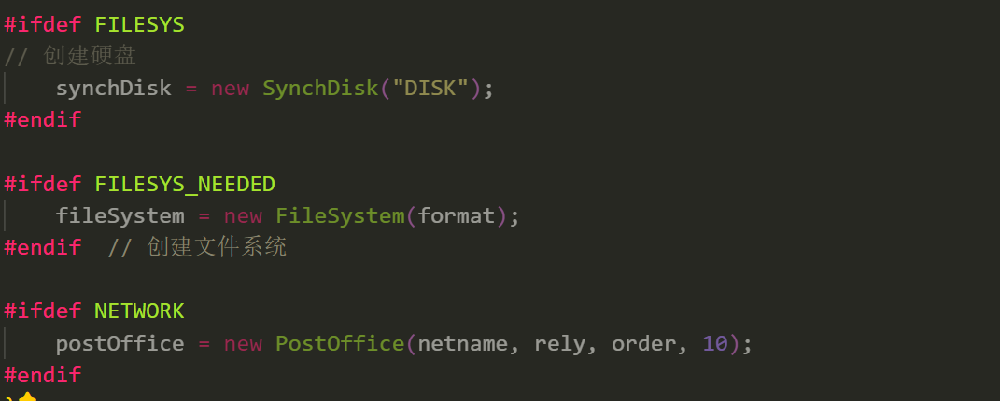 #ifdef FILESYS
// 创建硬盘
synchDisk = new SynchDisk("DISK");
#endif
#ifdef FILESYS_NEEDED
fileSystem = new FileSystem(format);
#endif // 创建文件系统
#ifdef NETWORK
postOffice = new PostOffice(netname, rely, order, 10);
#endif